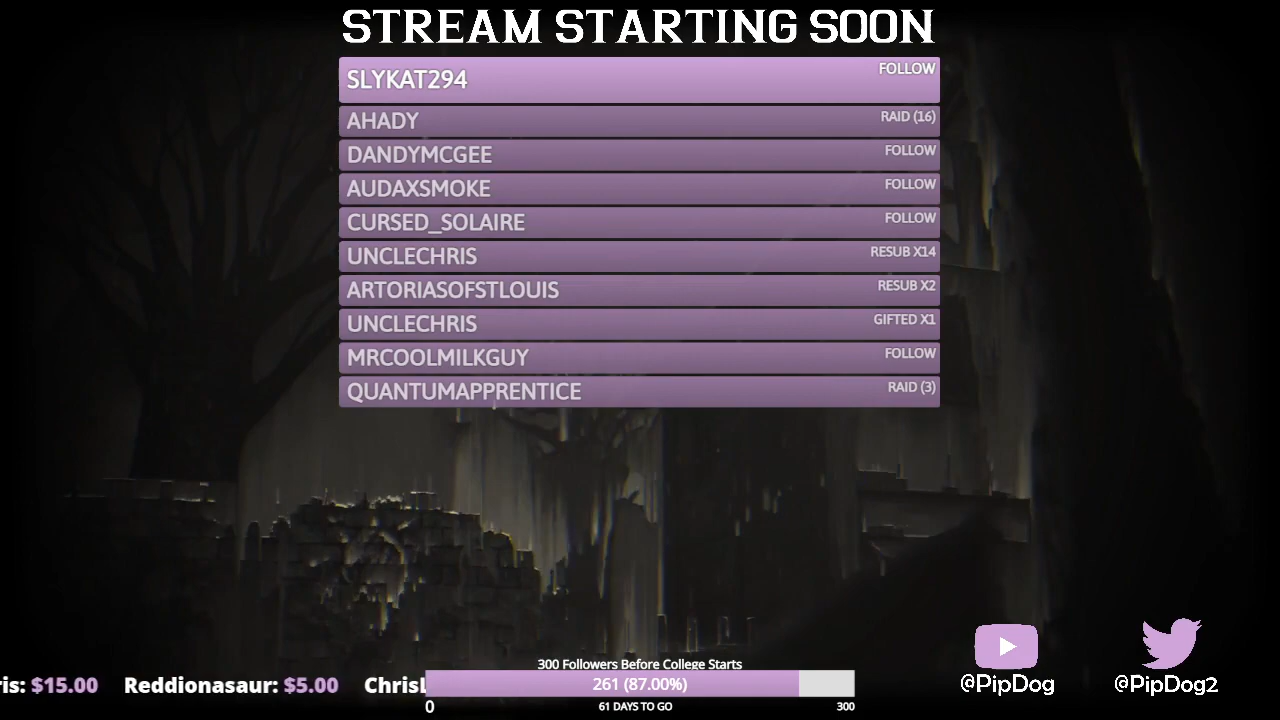 STREAM STARTING SOON
SLYKAT294 FOLLOW
AHADY RAID (16)
DANDYMCGEE FOLLOW
AUDAXSMOKE FOLLOW
CURSED_SOLAIRE FOLLOW
UNCLECHRIS RESUB X14
ARTORIASOFSTLOUIS RESUB X2
UNCLECHRIS GIFTED X1
MRCOOLMILKGUY FOLLOW
QUANTUMAPPRENTICE RAID (3)
300 Followers Before College Starts
ris: $15.00 Reddionasaur: $5.00 Chris 261 (87.00%)
@PipDog @PipDog2
0 61 DAYS TO GO 300